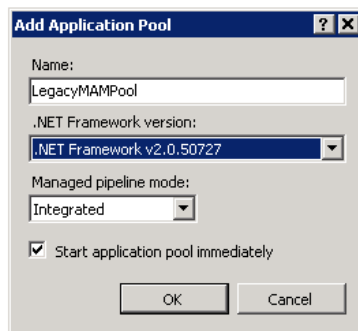 Add Application Pool
Name:
LegacyMAMPool
.NET Framework version:
.NET Framework v2.0.50727
Managed pipeline mode:
Integrated
Start application pool immediately
OK Cancel